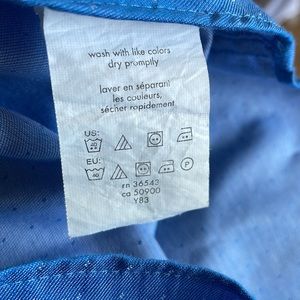 wash with like colors
dry promptly
laver en séparant
les couleurs,
sécher rapidement
US:
EU:
40
P
rn 36543
ca 50900
Y83